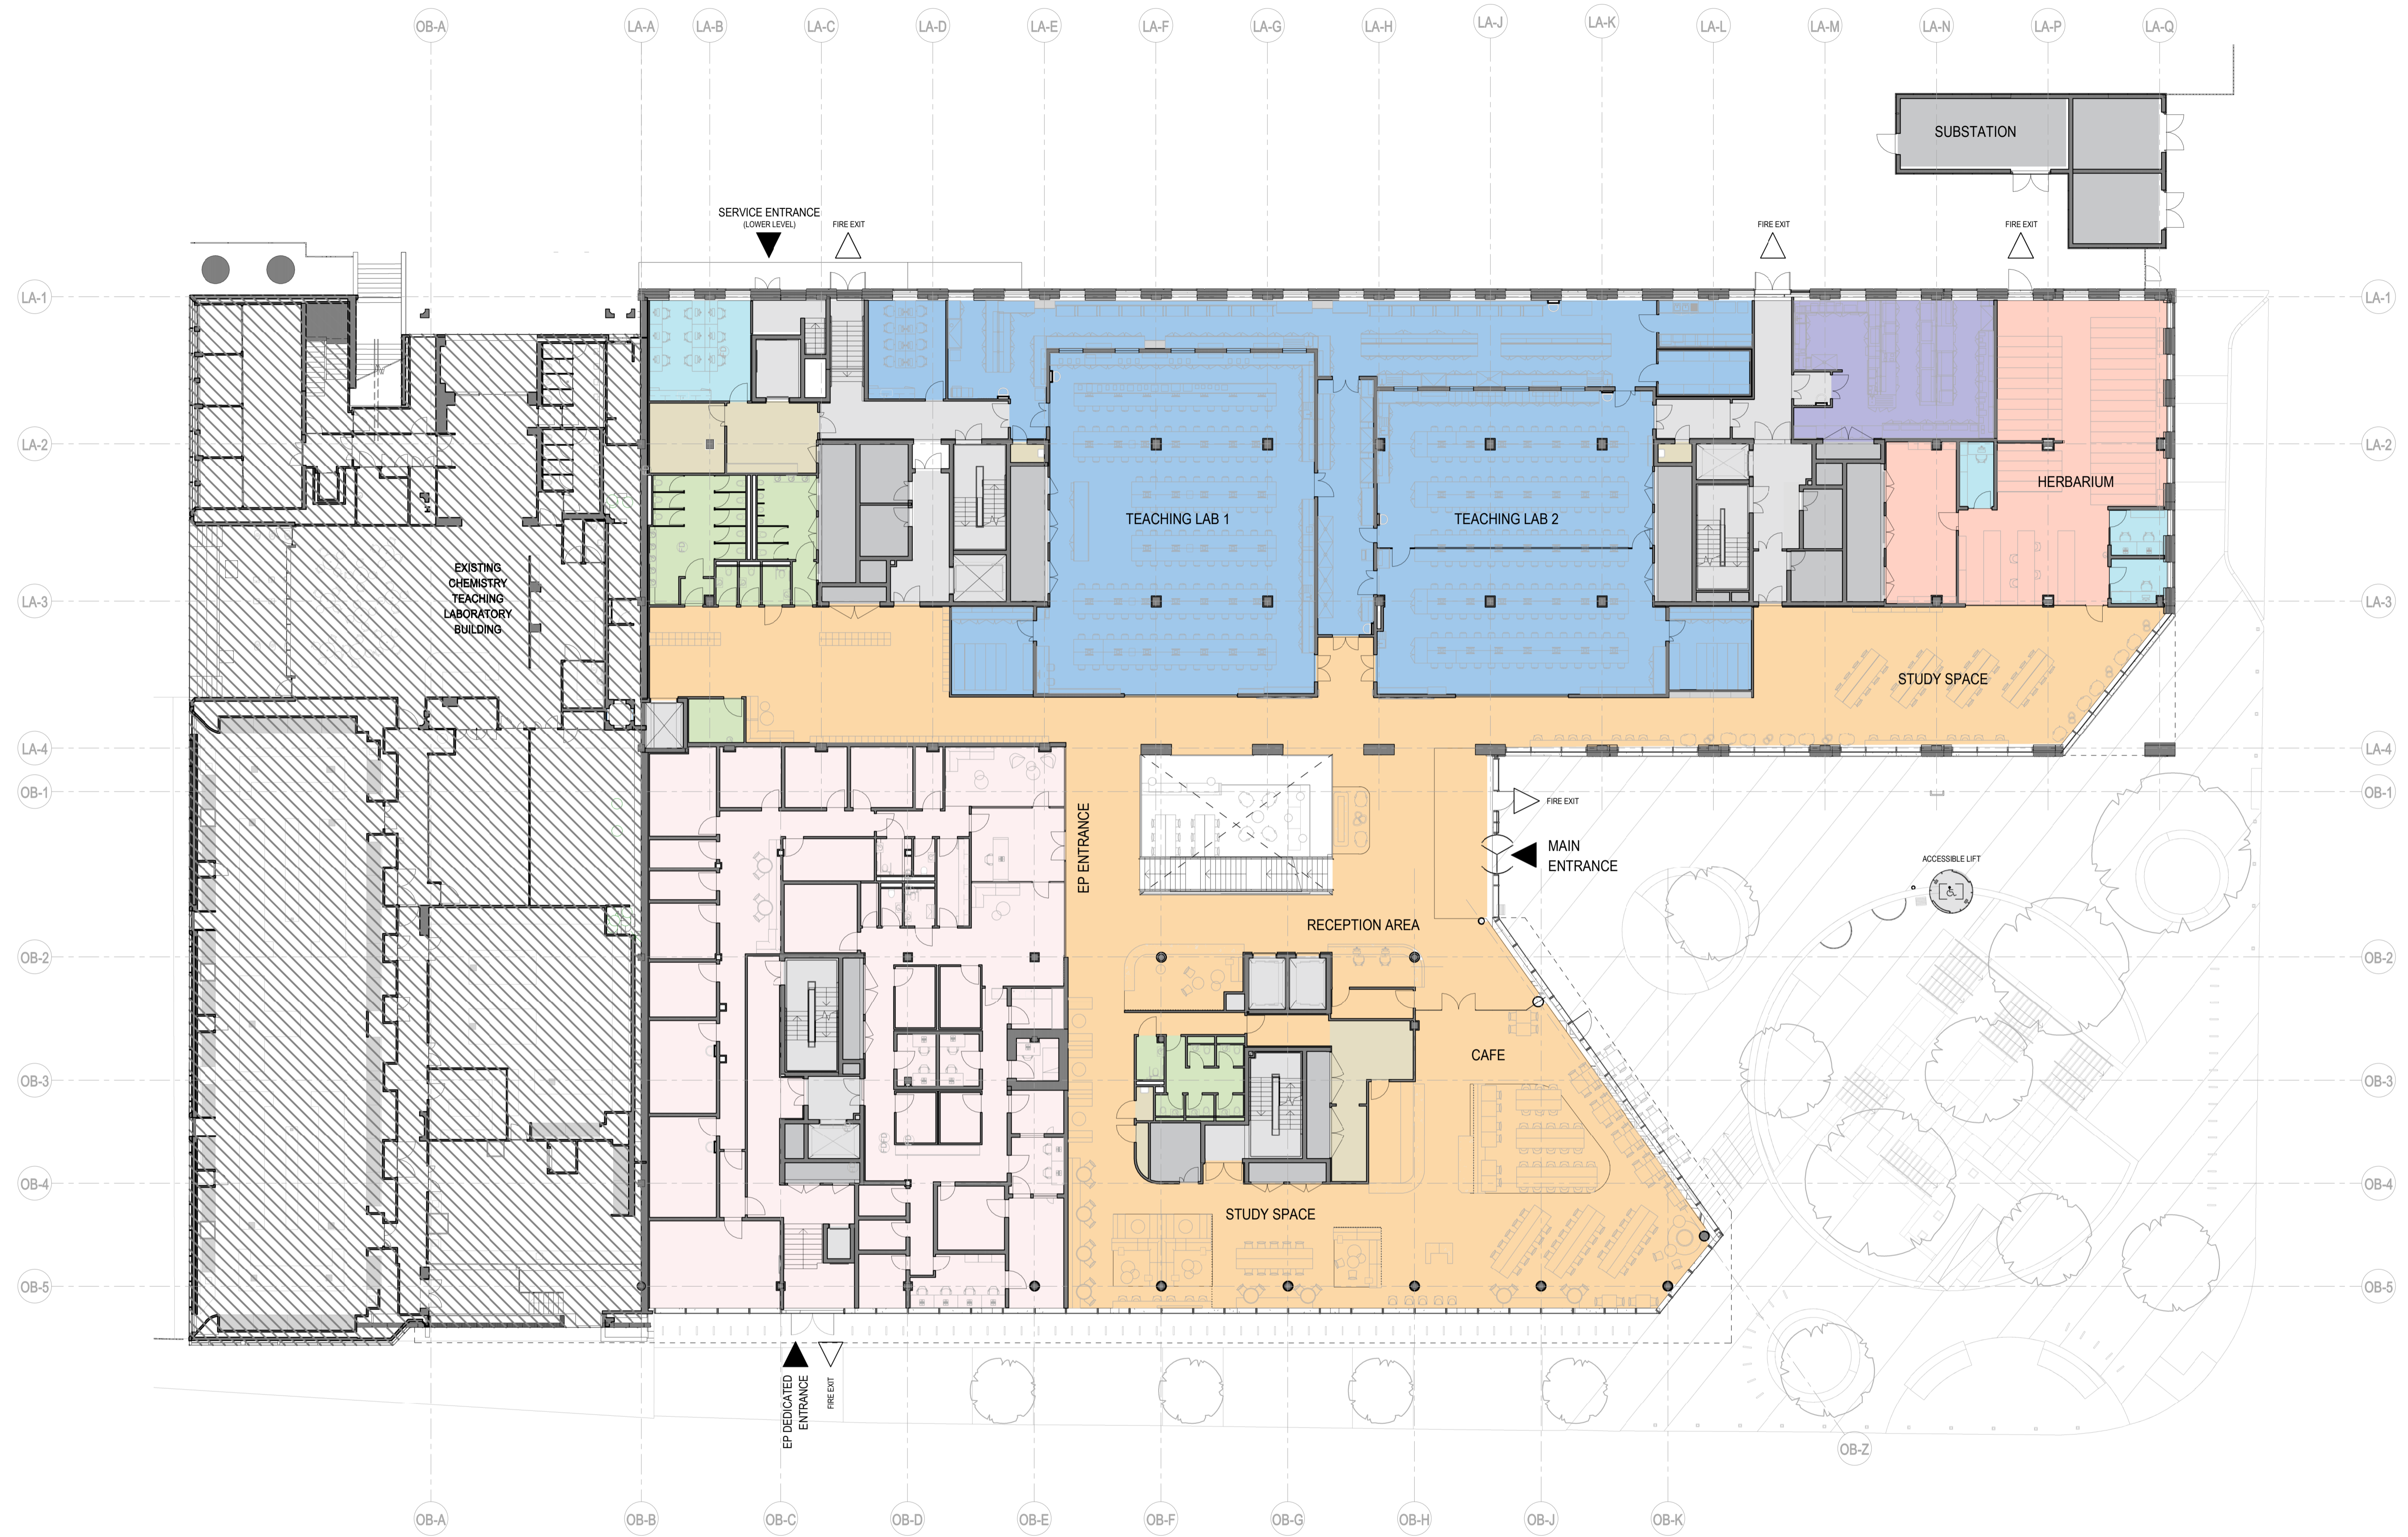 OB-A LA-A LA-B LA-C LA-D LA-E LA-F LA-G LA-H LA-J LA-K LA-L LA-M LA-N LA-P LA-Q
SUBSTATION
SERVICE ENTRANCE
(LOWER LEVEL)
FIRE EXIT
FIRE EXIT
FIRE EXIT
LA-1 LA-1
LA-2 LA-2
HERBARIUM
TEACHING LAB 1
TEACHING LAB 2
EXISTING
CHEMISTRY
TEACHING
LABORATORY
BUILDING
LA-3 LA-3
STUDY SPACE
LA-4 LA-4
OB-1 OB-1
FIRE EXIT
EP ENTRANCE
MAIN
ENTRANCE
ACCESSIBLE LIFT
RECEPTION AREA
OB-2 OB-2
CAFE
OB-3 OB-3
OB-4 OB-4
STUDY SPACE
OB-5 OB-5
EP DEDICATED
ENTRANCE
FIRE EXIT
OB-Z
OB-A OB-B OB-C OB-D OB-E OB-F OB-G OB-H OB-J OB-K